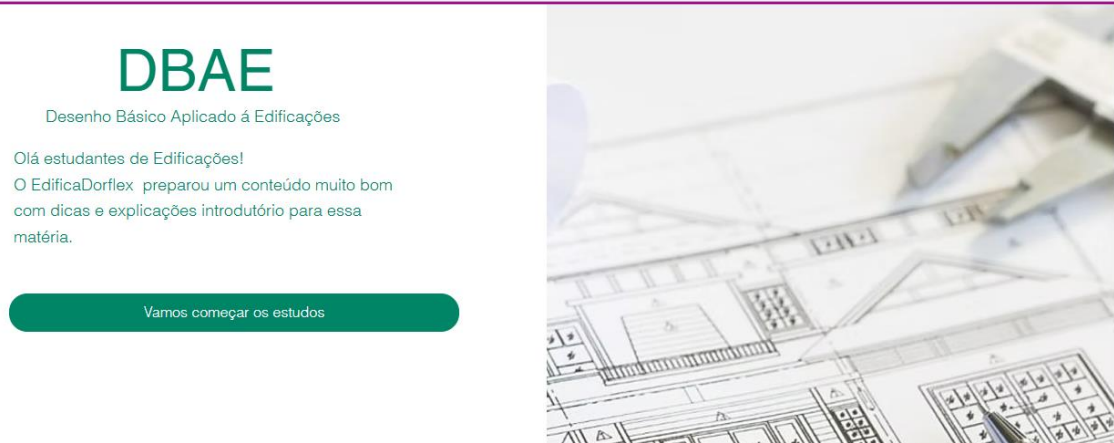 DBAE
Desenho Básico Aplicado á Edificações
Olá estudantes de Edificações!
O EdificaDorflex preparou um conteúdo muito bom
com dicas e explicações introdutório para essa
matéria.
Vamos começar os estudos